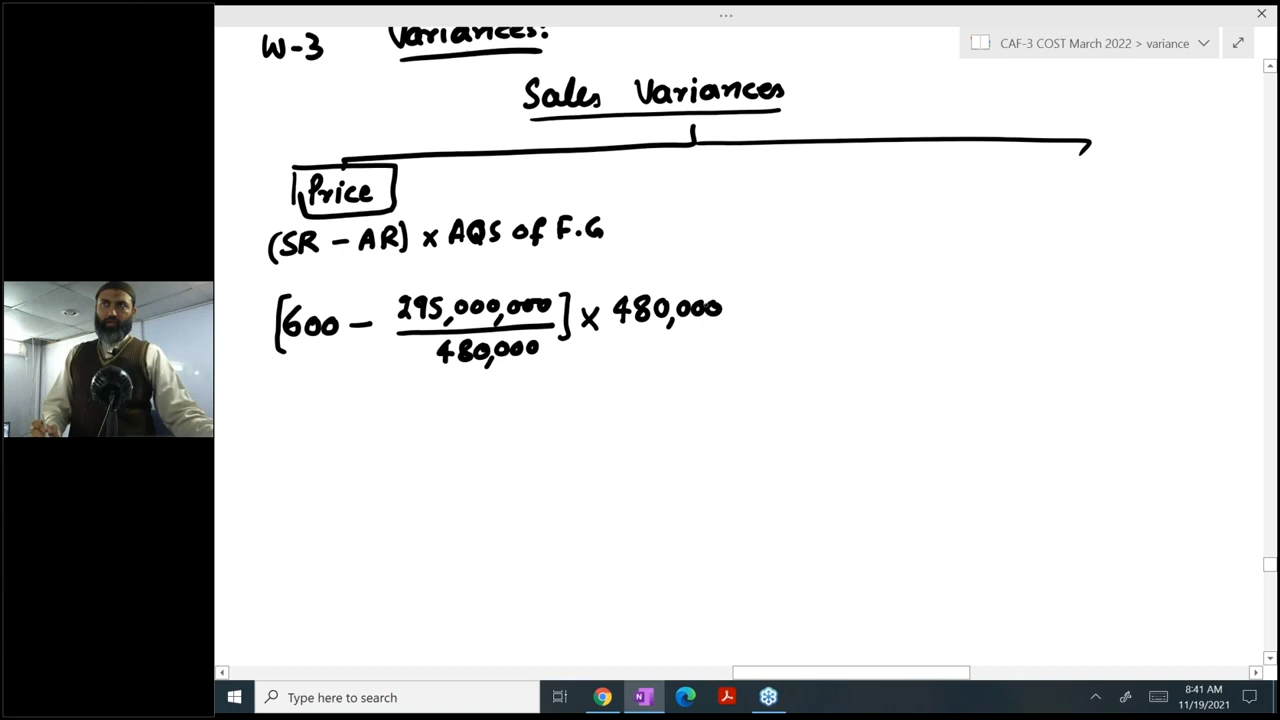 CAF-3 COST March 2022 > variance
W-3 Variances:
Sales Variances
Price
(SR - AR) × AQS of F.G
[600 - 295,000,000 / 480,000] × 480,000
Type here to search
8:41 AM
11/19/2021